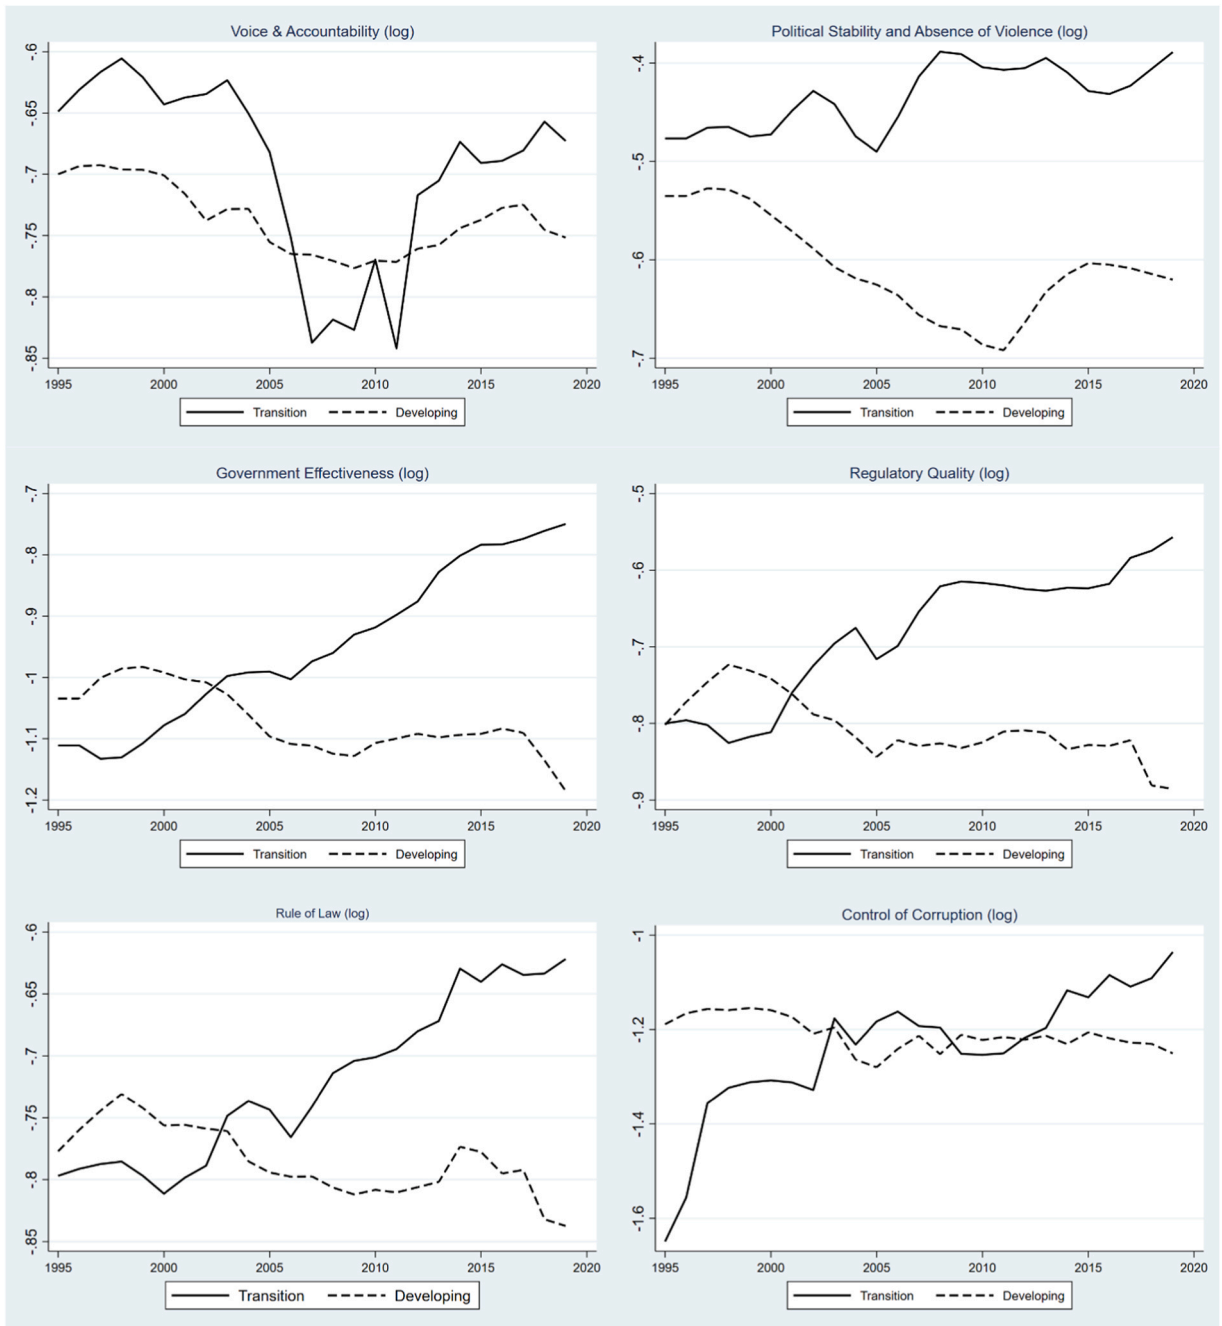 Voice & Accountability (log)
-.6
-.65
-.7
-.75
-.8
-.85
1995 2000 2005 2010 2015 2020
Transition Developing
Political Stability and Absence of Violence (log)
-.4
-.5
-.6
-.7
1995 2000 2005 2010 2015 2020
Transition Developing
Government Effectiveness (log)
-.7
-.8
-.9
-1
-1.1
-1.2
1995 2000 2005 2010 2015 2020
Transition Developing
Regulatory Quality (log)
-.5
-.6
-.7
-.8
-.9
1995 2000 2005 2010 2015 2020
Transition Developing
Rule of Law (log)
-.6
-.65
-.7
-.75
-.8
-.85
1995 2000 2005 2010 2015 2020
Transition Developing
Control of Corruption (log)
-1
-1.2
-1.4
-1.6
1995 2000 2005 2010 2015 2020
Transition Developing